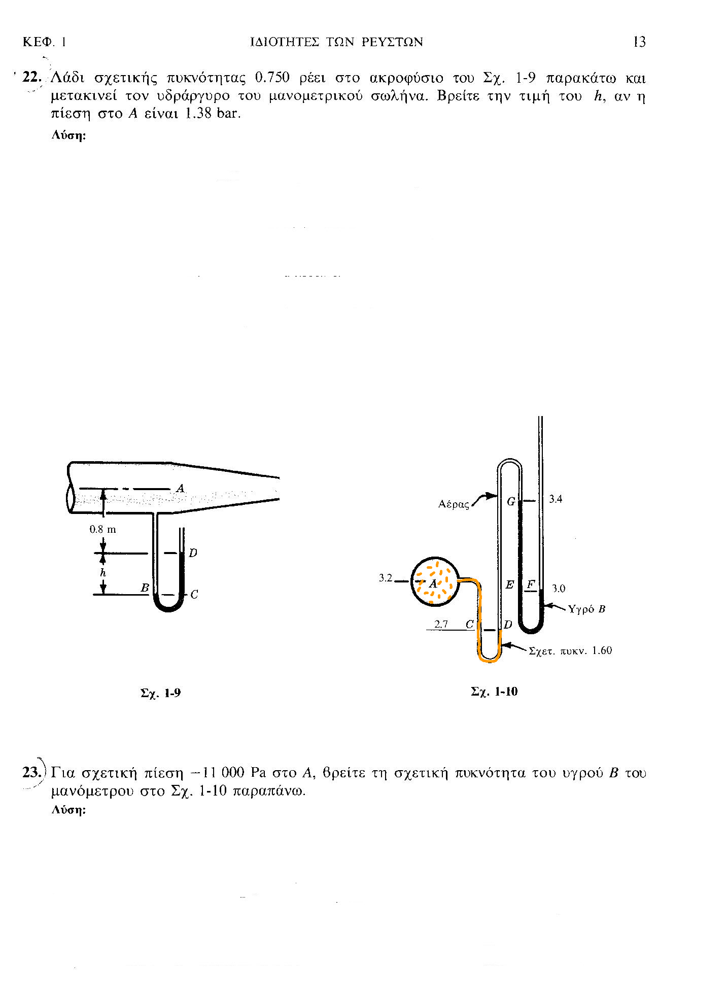 ΚΕΦ. 1 ΙΔΙΟΤΗΤΕΣ ΤΩΝ ΡΕΥΣΤΩΝ 13
22. Λάδι σχετικής πυκνότητας 0.750 ρέει στο ακροφύσιο του Σχ. 1-9 παρακάτω και
μετακινεί τον υδράργυρο του μανομετρικού σωλήνα. Βρείτε την τιμή του h, αν η
πίεση στο A είναι 1.38 bar.
Λύση:
A
0.8 m
D
h
B
C
Σχ. 1-9
Αέρας
G
3.4
3.2
A
E
F
3.0
Υγρό B
2.7
C
D
Σχετ. πυκν. 1.60
Σχ. 1-10
23. Για σχετική πίεση −11 000 Pa στο A, βρείτε τη σχετική πυκνότητα του υγρού B του
μανόμετρου στο Σχ. 1-10 παραπάνω.
Λύση: